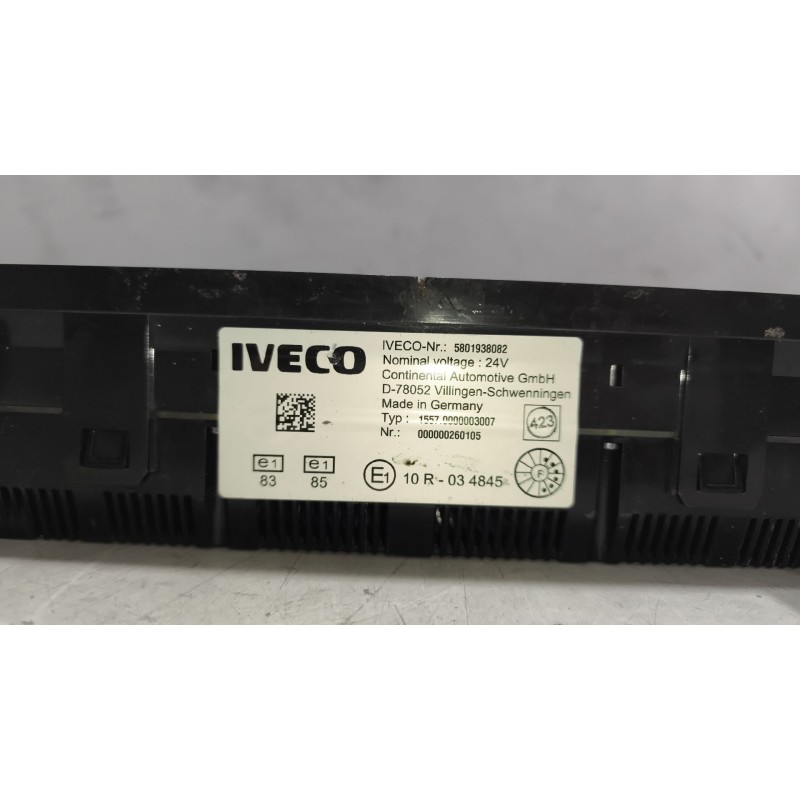 IVECO
IVECO-Nr.: 5801938082
Nominal voltage : 24V
Continental Automotive GmbH
D-78052 Villingen-Schwenningen
Made in Germany
Typ : 1557.0000003007
Nr.: 000000260105
423
e1 83
e1 85
E1 10 R - 03 4845
F